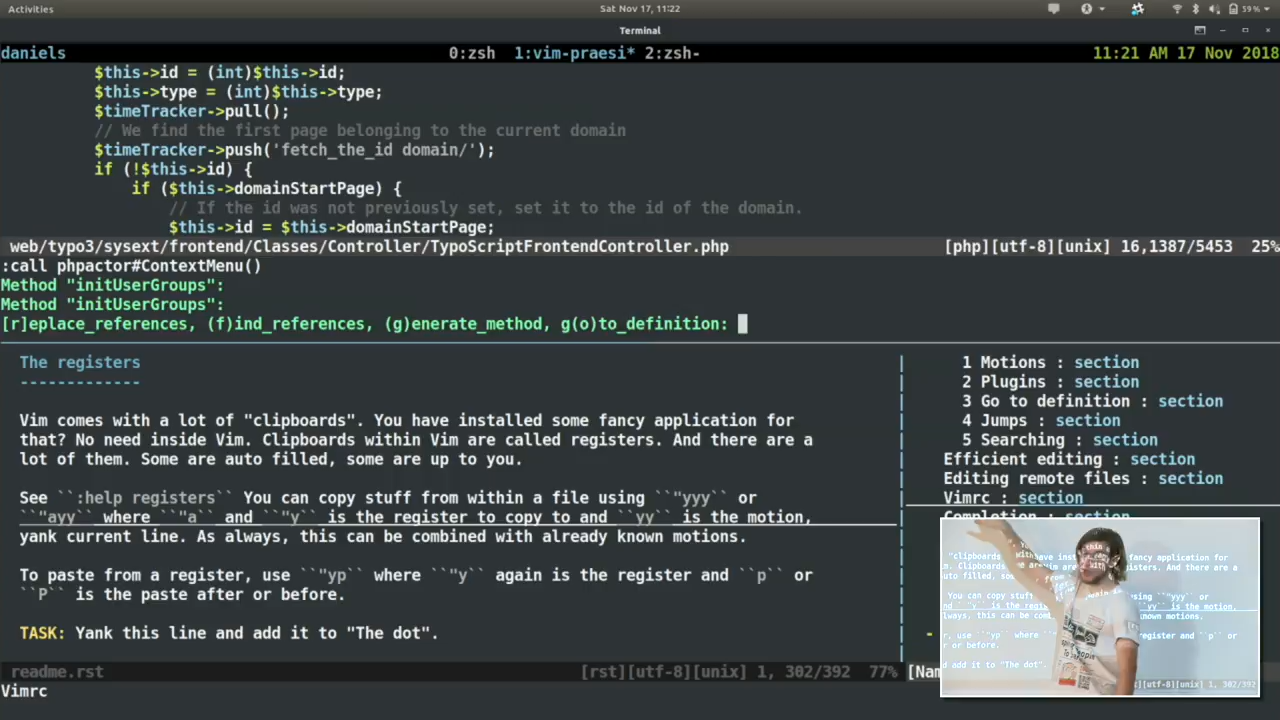 Activities
Sat Nov 17, 11:22
59 %
Terminal
daniels 0:zsh 1:vim-praesi* 2:zsh- 11:21 AM 17 Nov 2018
$this->id = (int)$this->id;
$this->type = (int)$this->type;
$timeTracker->pull();
// We find the first page belonging to the current domain
$timeTracker->push('fetch_the_id domain/');
if (!$this->id) {
if ($this->domainStartPage) {
// If the id was not previously set, set it to the id of the domain.
$this->id = $this->domainStartPage;
web/typo3/sysext/frontend/Classes/Controller/TypoScriptFrontendController.php [php][utf-8][unix] 16,1387/5453 25%
:call phpactor#ContextMenu()
Method "initUserGroups":
Method "initUserGroups":
[r]eplace_references, (f)ind_references, (g)enerate_method, g(o)to_definition:
The registers
-------------
Vim comes with a lot of "clipboards". You have installed some fancy application for
that? No need inside Vim. Clipboards within Vim are called registers. And there are a
lot of them. Some are auto filled, some are up to you.
See ``:help registers`` You can copy stuff from within a file using ``"yyy`` or
``"ayy`` where ``"a`` and ``"y`` is the register to copy to and ``yy`` is the motion,
yank current line. As always, this can be combined with already known motions.
To paste from a register, use ``"yp`` where ``"y`` again is the register and ``p`` or
``P`` is the paste after or before.
TASK: Yank this line and add it to "The dot".
readme.rst [rst][utf-8][unix] 1, 302/392 77%
Vimrc
1 Motions : section
2 Plugins : section
3 Go to definition : section
4 Jumps : section
5 Searching : section
Efficient editing : section
Editing remote files : section
Vimrc : section
Completion : section
-
[Nam